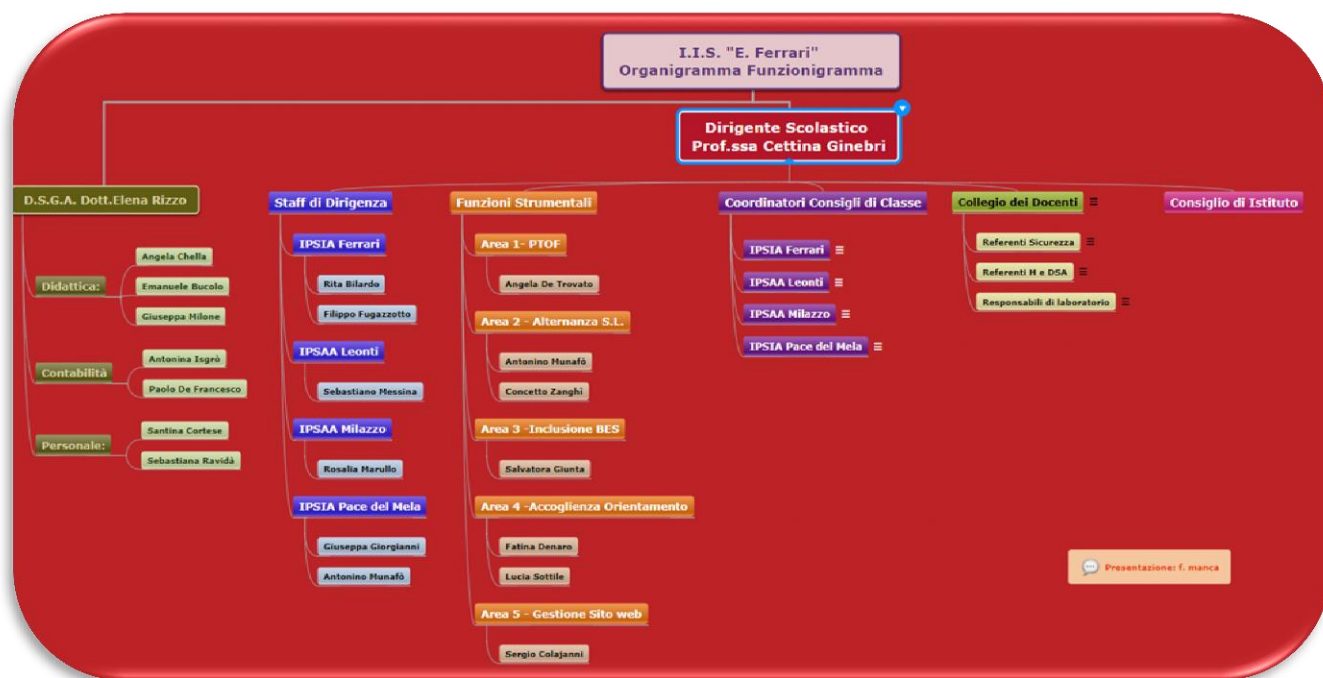 I.I.S. "E. Ferrari"
Organigramma Funzionigramma
Dirigente Scolastico
Prof.ssa Cettina Ginebri
D.S.G.A. Dott.Elena Rizzo
Didattica:
Angela Chella
Emanuele Bucolo
Giuseppa Milone
Contabilità
Antonina Isgrò
Paolo De Francesco
Personale:
Santina Cortese
Sebastiana Ravidà
Staff di Dirigenza
IPSIA Ferrari
Rita Bilardo
Filippo Fugazzotto
IPSAA Leonti
Sebastiano Messina
IPSAA Milazzo
Rosalia Marullo
IPSIA Pace del Mela
Giuseppa Giorgianni
Antonino Munafò
Funzioni Strumentali
Area 1- PTOF
Angela De Trovato
Area 2 - Alternanza S.L.
Antonino Munafò
Concetto Zanghi
Area 3 -Inclusione BES
Salvatora Giunta
Area 4 -Accoglienza Orientamento
Fatina Denaro
Lucia Sottile
Area 5 - Gestione Sito web
Sergio Colajanni
Coordinatori Consigli di Classe
IPSIA Ferrari
IPSAA Leonti
IPSAA Milazzo
IPSIA Pace del Mela
Collegio dei Docenti
Referenti Sicurezza
Referenti H e DSA
Responsabili di laboratorio
Consiglio di Istituto
Presentazione: f. manca